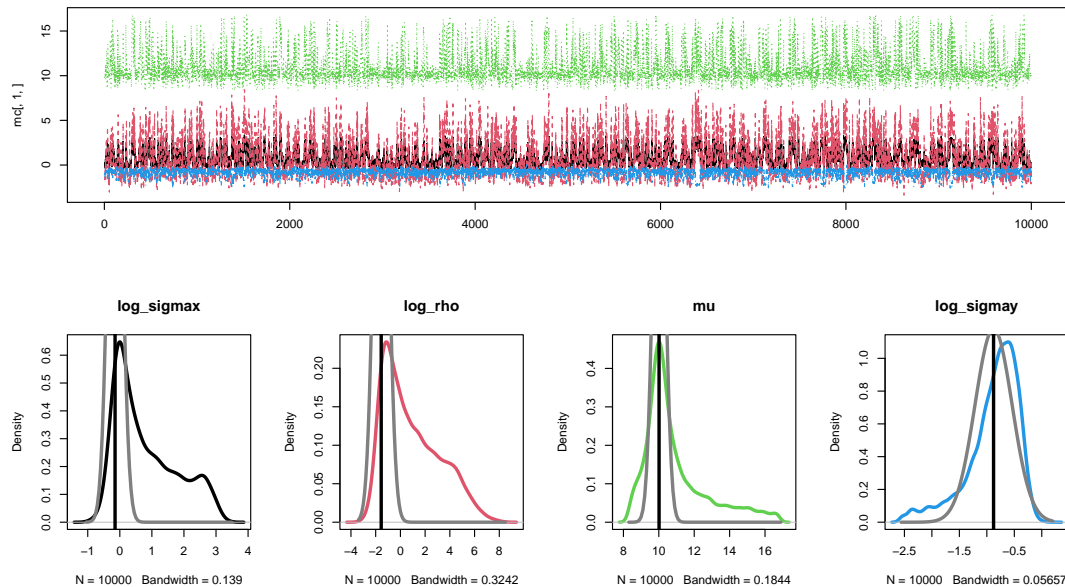 mc[, 1, ]
15
10
5
0
0 2000 4000 6000 8000 10000
log_sigmax log_rho mu log_sigmay
Density
0.6
0.5
0.4
0.3
0.2
0.1
0.0
−1 0 1 2 3 4
N = 10000 Bandwidth = 0.139
Density
0.20
0.15
0.10
0.05
0.00
−4 −2 0 2 4 6 8
N = 10000 Bandwidth = 0.3242
Density
0.4
0.3
0.2
0.1
0.0
8 10 12 14 16
N = 10000 Bandwidth = 0.1844
Density
1.0
0.8
0.6
0.4
0.2
0.0
−2.5 −1.5 −0.5
N = 10000 Bandwidth = 0.05657